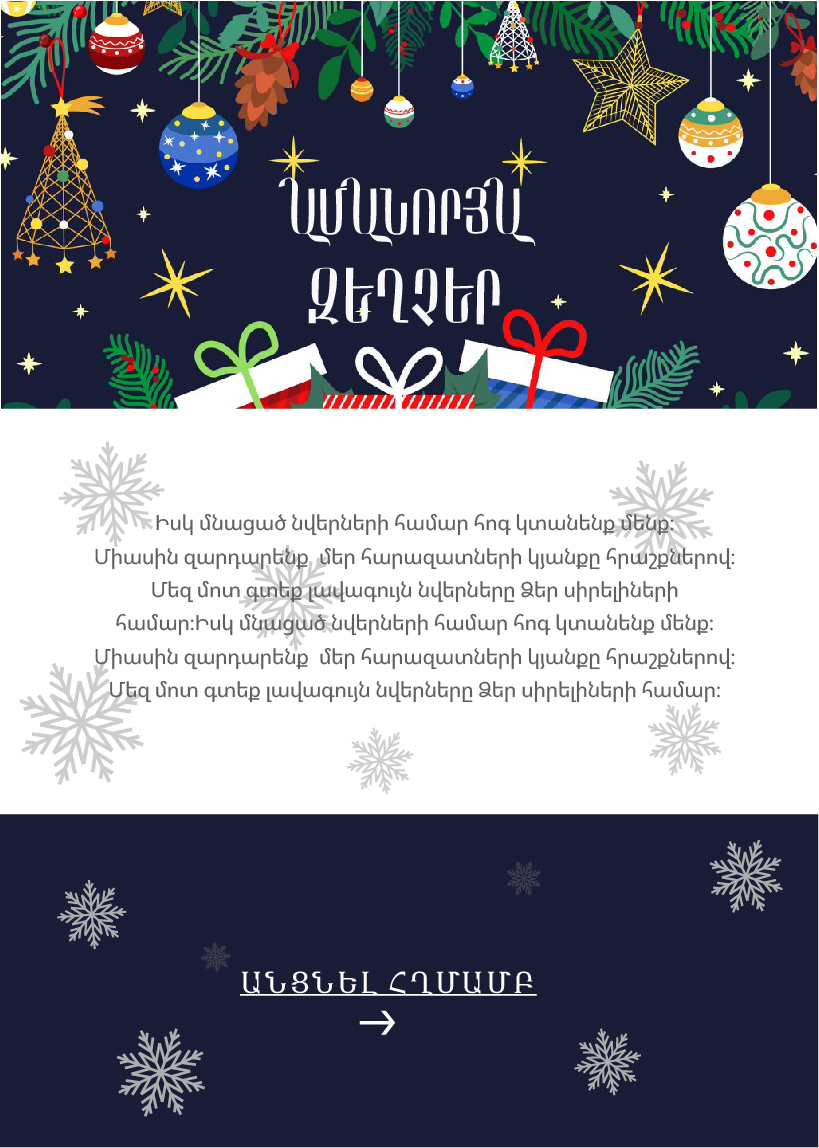 ԱՄԱՆՈՐՅԱ
ԶԵՂՉԵՐ
Իսկ մնացած նվերների համար հոգ կտանենք մենք:
Միասին զարդարենք  մեր հարազատների կյանքը հրաշքներով:
Մեզ մոտ գտեք լավագույն նվերները Ձեր սիրելիների
համար:Իսկ մնացած նվերների համար հոգ կտանենք մենք:
Միասին զարդարենք  մեր հարազատների կյանքը հրաշքներով:
Մեզ մոտ գտեք լավագույն նվերները Ձեր սիրելիների համար:
ԱՆՑՆԵԼ ՀՂՄԱՄԲ
→